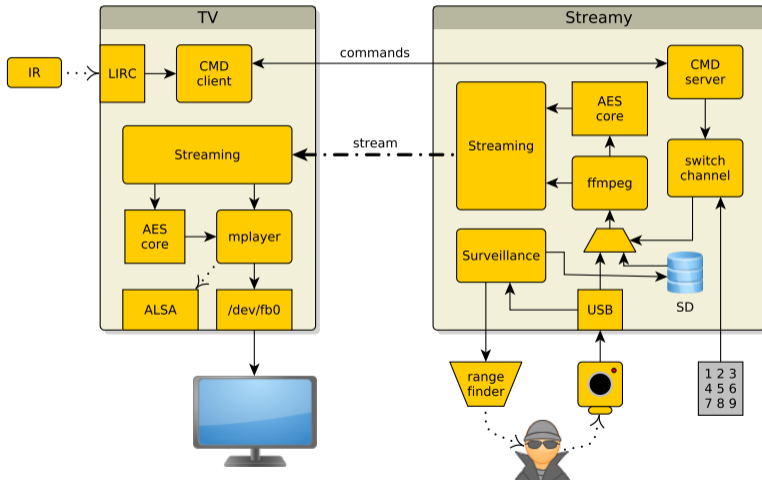 TV
Streamy
IR
LIRC
CMD
client
commands
CMD
server
Streaming
stream
Streaming
AES
core
ffmpeg
switch
channel
AES
core
mplayer
Surveillance
ALSA
/dev/fb0
USB
SD
range
finder
1 2 3
4 5 6
7 8 9